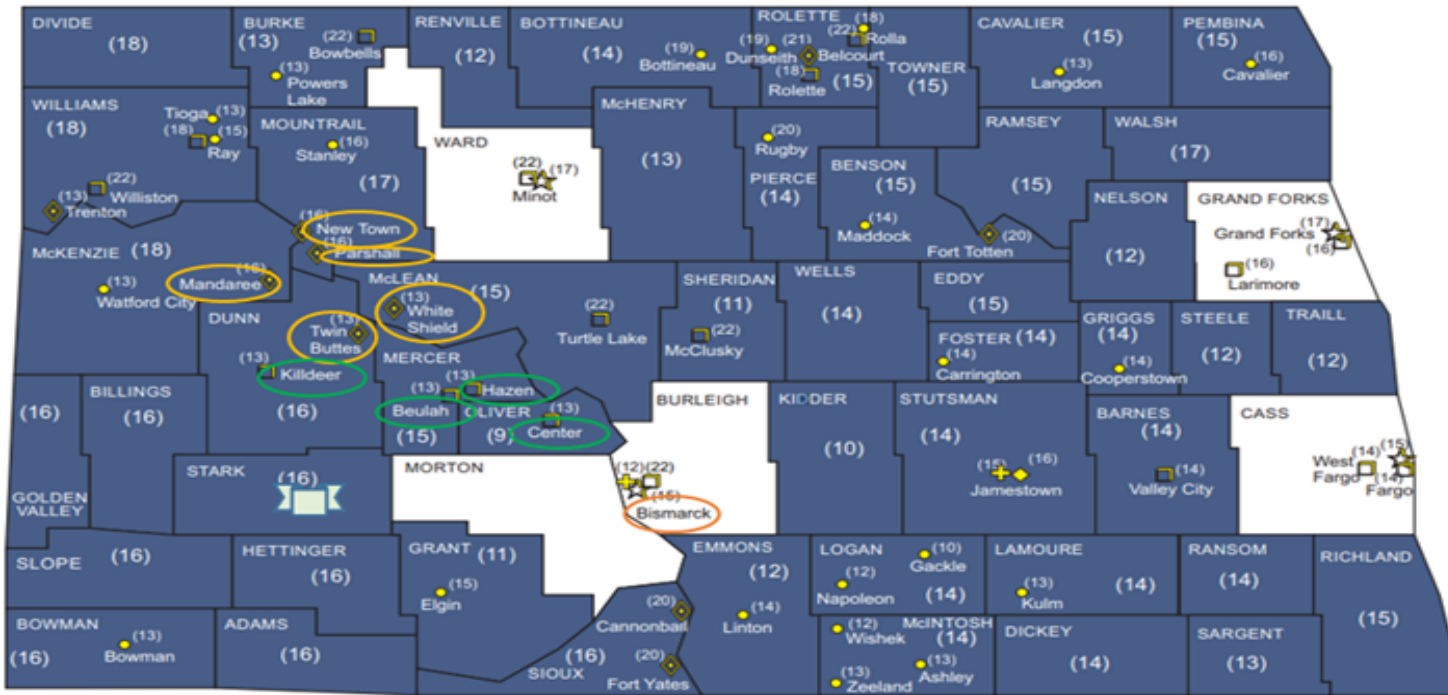 DIVIDE
(18)
BURKE
(13)
(22)
Bowbells
(13)
Powers
Lake
RENVILLE
(12)
BOTTINEAU
(14)
(19)
Bottineau
ROLETTE
(18)
Rolla
(19)
(21)
(22)
Dunseith
Belcourt
(18)
Rolette
(15)
TOWNER
(15)
CAVALIER
(15)
(13)
Langdon
PEMBINA
(15)
(16)
Cavalier
WILLIAMS
(18)
Tioga
(13)
(18)
(15)
Ray
(22)
Williston
(13)
Trenton
MOUNTRAIL
(16)
Stanley
(17)
(16)
New Town
(16)
Parshall
WARD
(22)
(17)
Minot
McHENRY
(13)
(20)
Rugby
PIERCE
(14)
BENSON
(15)
(14)
Maddock
RAMSEY
(15)
Fort Totten
(20)
WALSH
(17)
NELSON
(12)
GRAND FORKS
(17)
Grand Forks
(16)
(16)
Larimore
McKENZIE
(18)
(16)
Mandaree
(13)
Watford City
McLEAN
(15)
(13)
White
Shield
(22)
Turtle Lake
SHERIDAN
(11)
(22)
McClusky
WELLS
(14)
EDDY
(15)
FOSTER
(14)
(14)
Carrington
GRIGGS
(14)
(14)
Cooperstown
STEELE
(12)
TRAILL
(12)
DUNN
(13)
Twin
Buttes
(13)
Killdeer
(16)
MERCER
(13)
(13)
Hazen
Beulah
(15)
OLIVER
(9)
(13)
Center
BILLINGS
(16)
(16)
GOLDEN
VALLEY
STARK
(16)
MORTON
BURLEIGH
(12)
(22)
(15)
Bismarck
KIDDER
(10)
STUTSMAN
(14)
(15)
(16)
Jamestown
BARNES
(14)
(14)
Valley City
CASS
(15)
West
Fargo
(14)
(14)
Fargo
SLOPE
(16)
HETTINGER
(16)
GRANT
(11)
(15)
Elgin
EMMONS
(12)
(14)
Linton
LOGAN
(10)
Gackle
(12)
Napoleon
(14)
LAMOURE
(13)
Kulm
(14)
RANSOM
(14)
RICHLAND
(15)
BOWMAN
(16)
(13)
Bowman
ADAMS
(16)
(20)
Cannonball
(16)
SIOUX
(20)
Fort Yates
McINTOSH
(14)
(12)
Wishek
(13)
Ashley
(13)
Zeeland
DICKEY
(14)
SARGENT
(13)